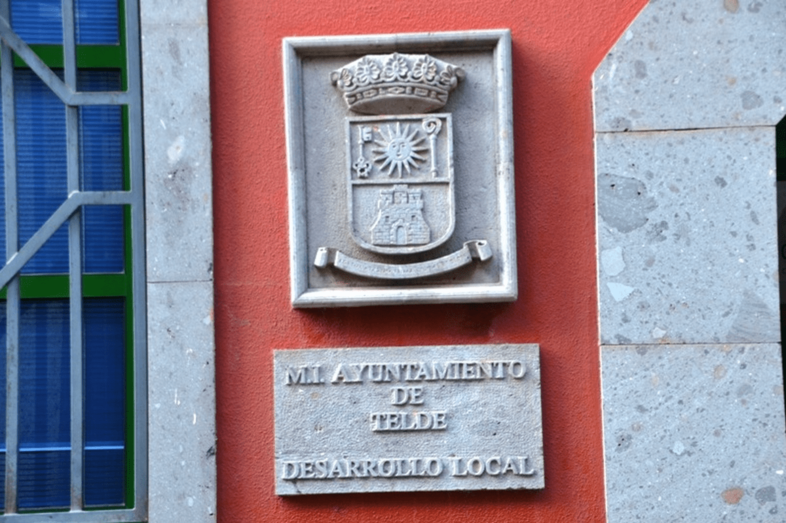 M.I. AYUNTAMIENTO
DE
TELDE
DESARROLLO LOCAL